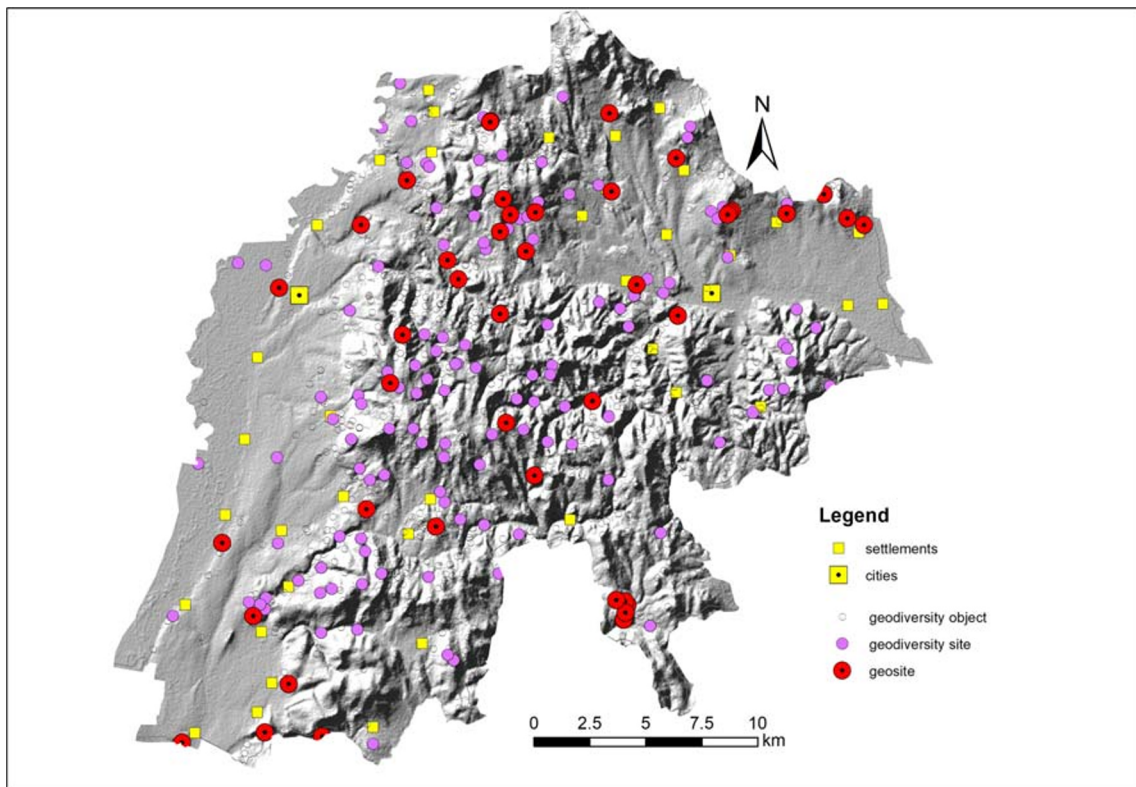 N
Legend
settlements
cities
geodiversity object
geodiversity site
geosite
0 2.5 5 7.5 10
km